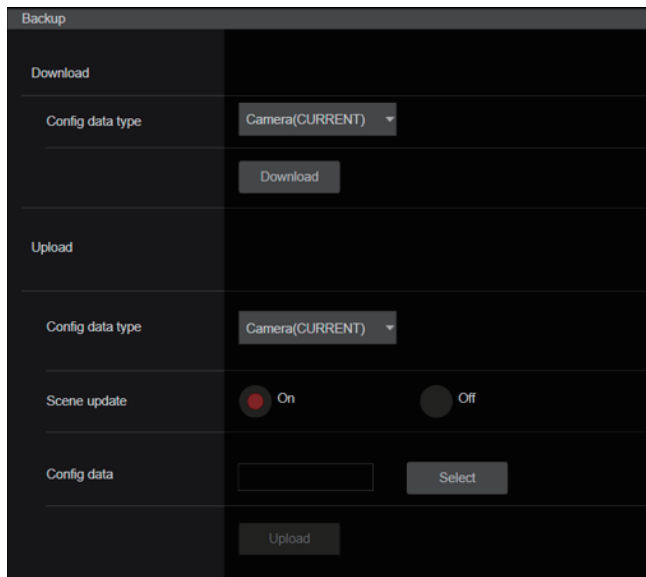 Backup
Download
Config data type Camera(CURRENT)
Download
Upload
Config data type Camera(CURRENT)
Scene update On Off
Config data Select
Upload